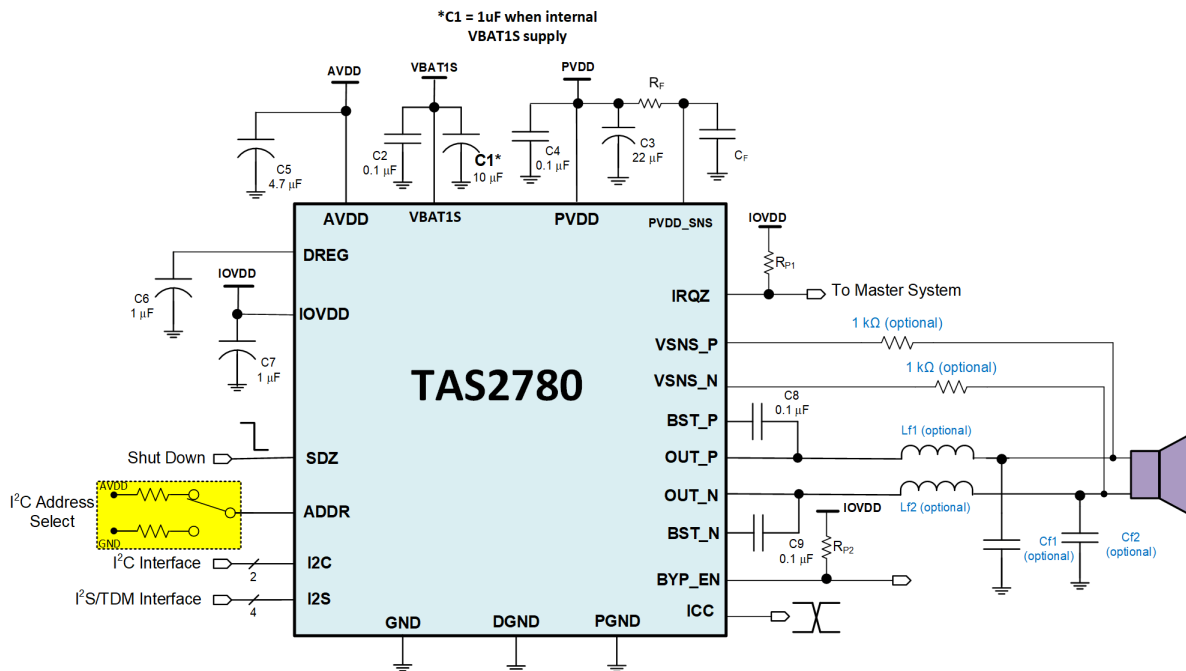 *C1 = 1uF when internal
VBAT1S supply
AVDD
VBAT1S
PVDD
R_F
C5
4.7 µF
C2
0.1 µF
C1*
10 µF
C4
0.1 µF
C3
22 µF
C_F
AVDD
VBAT1S
PVDD
PVDD_SNS
DREG
C6
1 µF
IOVDD
IOVDD
C7
1 µF
IOVDD
R_P1
IRQZ
To Master System
1 kΩ (optional)
VSNS_P
1 kΩ (optional)
VSNS_N
TAS2780
C8
0.1 µF
BST_P
Lf1 (optional)
Shut Down
SDZ
OUT_P
I²C Address
Select
AVDD
GND
ADDR
OUT_N
Lf2 (optional)
IOVDD
BST_N
C9
0.1 µF
R_P2
Cf1
(optional)
Cf2
(optional)
I²C Interface
2
I2C
BYP_EN
I²S/TDM Interface
4
I2S
ICC
GND
DGND
PGND